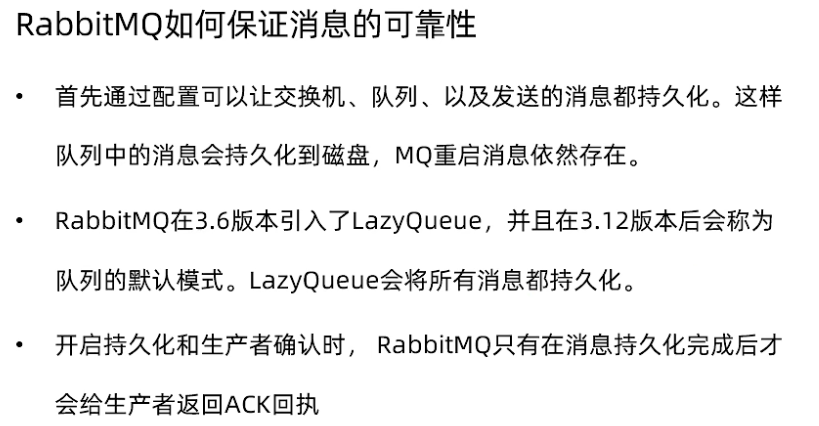 RabbitMQ如何保证消息的可靠性
• 首先通过配置可以让交换机、队列、以及发送的消息都持久化。这样
队列中的消息会持久化到磁盘，MQ重启消息依然存在。
• RabbitMQ在3.6版本引入了LazyQueue，并且在3.12版本后会称为
队列的默认模式。LazyQueue会将所有消息都持久化。
• 开启持久化和生产者确认时， RabbitMQ只有在消息持久化完成后才
会给生产者返回ACK回执